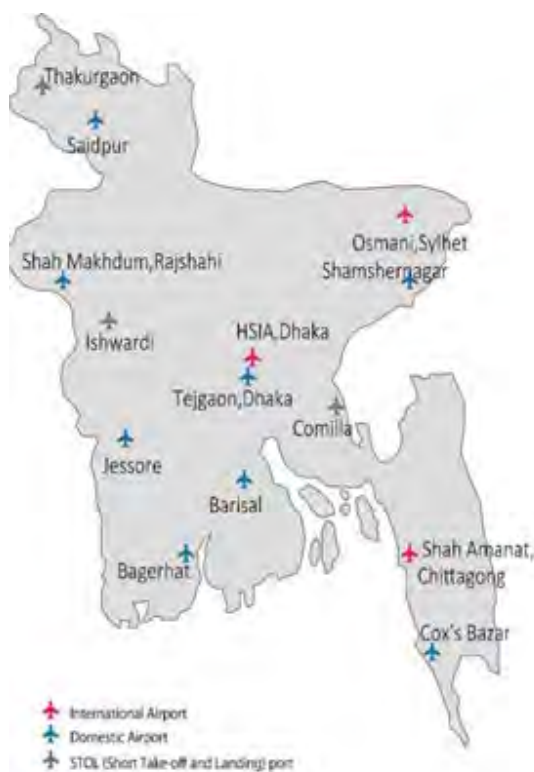 Thakurgaon
Saidpur
Osmani,Sylhet
Shah Makhdum,Rajshahi
Shamshernagar
Ishwardi
HSIA,Dhaka
Tejgaon,Dhaka
Comilla
Jessore
Barisal
Bagerhat
Shah Amanat,
Chittagong
Cox's Bazar
International Airport
Domestic Airport
STOL (Short Take-off and Landing) port